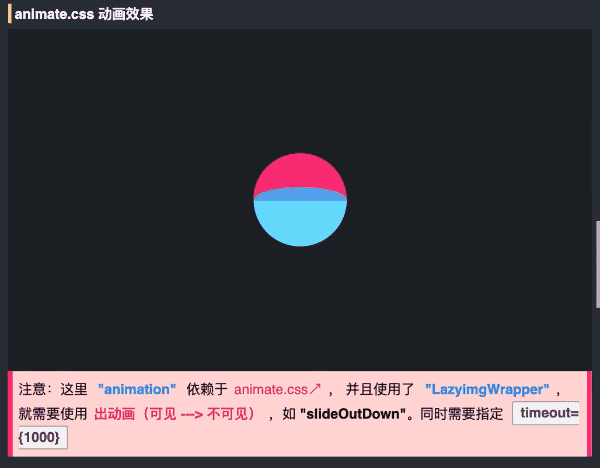 animate.css 动画效果
注意：这里 "animation" 依赖于 animate.css↗ ，并且使用了 "LazyimgWrapper" ，
就需要使用 出动画（可见 ---> 不可见） ，如 "slideOutDown"。同时需要指定 timeout=
{1000}